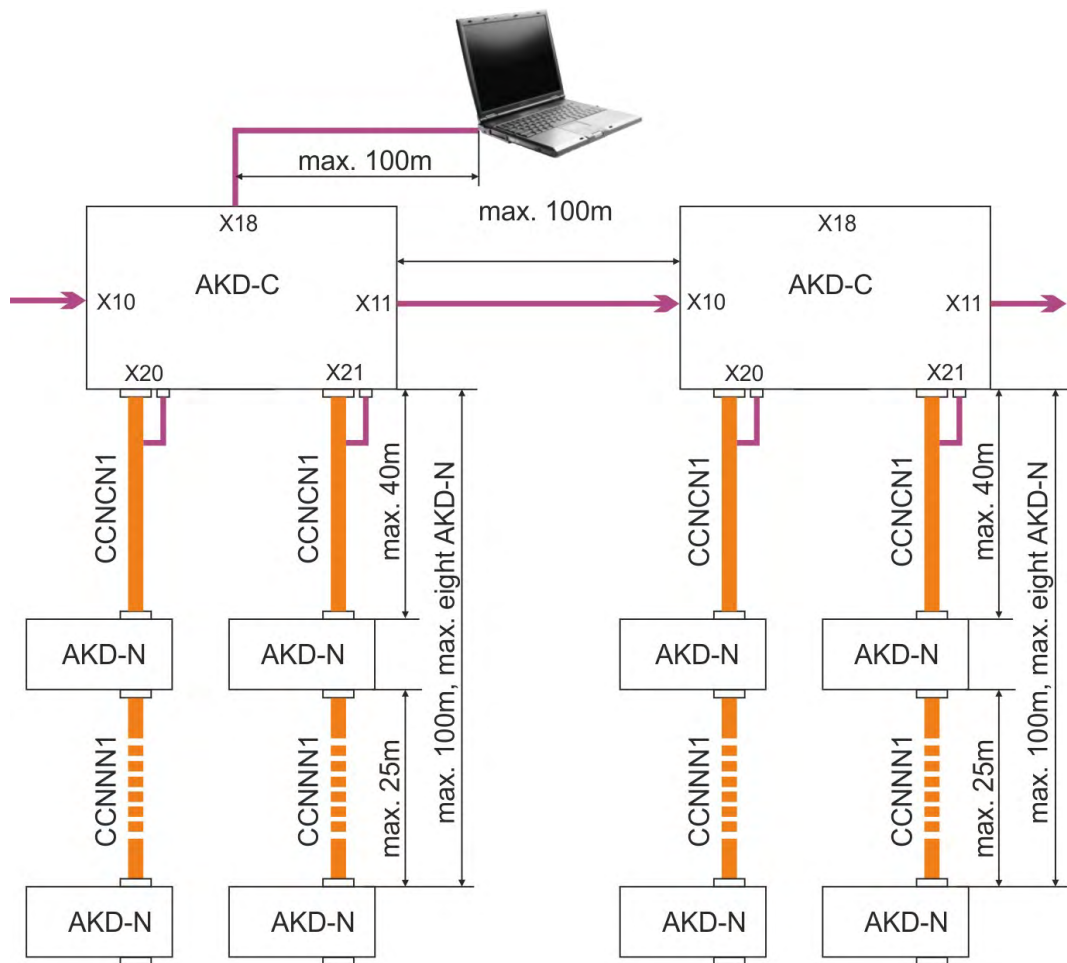 max. 100m
max. 100m
X18
X18
AKD-C
AKD-C
X10
X11
X10
X11
X20
X21
X20
X21
CCNCN1
CCNCN1
max. 40m
max. 100m, max. eight AKD-N
CCNCN1
CCNCN1
max. 40m
max. 100m, max. eight AKD-N
AKD-N
AKD-N
AKD-N
AKD-N
CCNNN1
CCNNN1
max. 25m
CCNNN1
CCNNN1
max. 25m
AKD-N
AKD-N
AKD-N
AKD-N